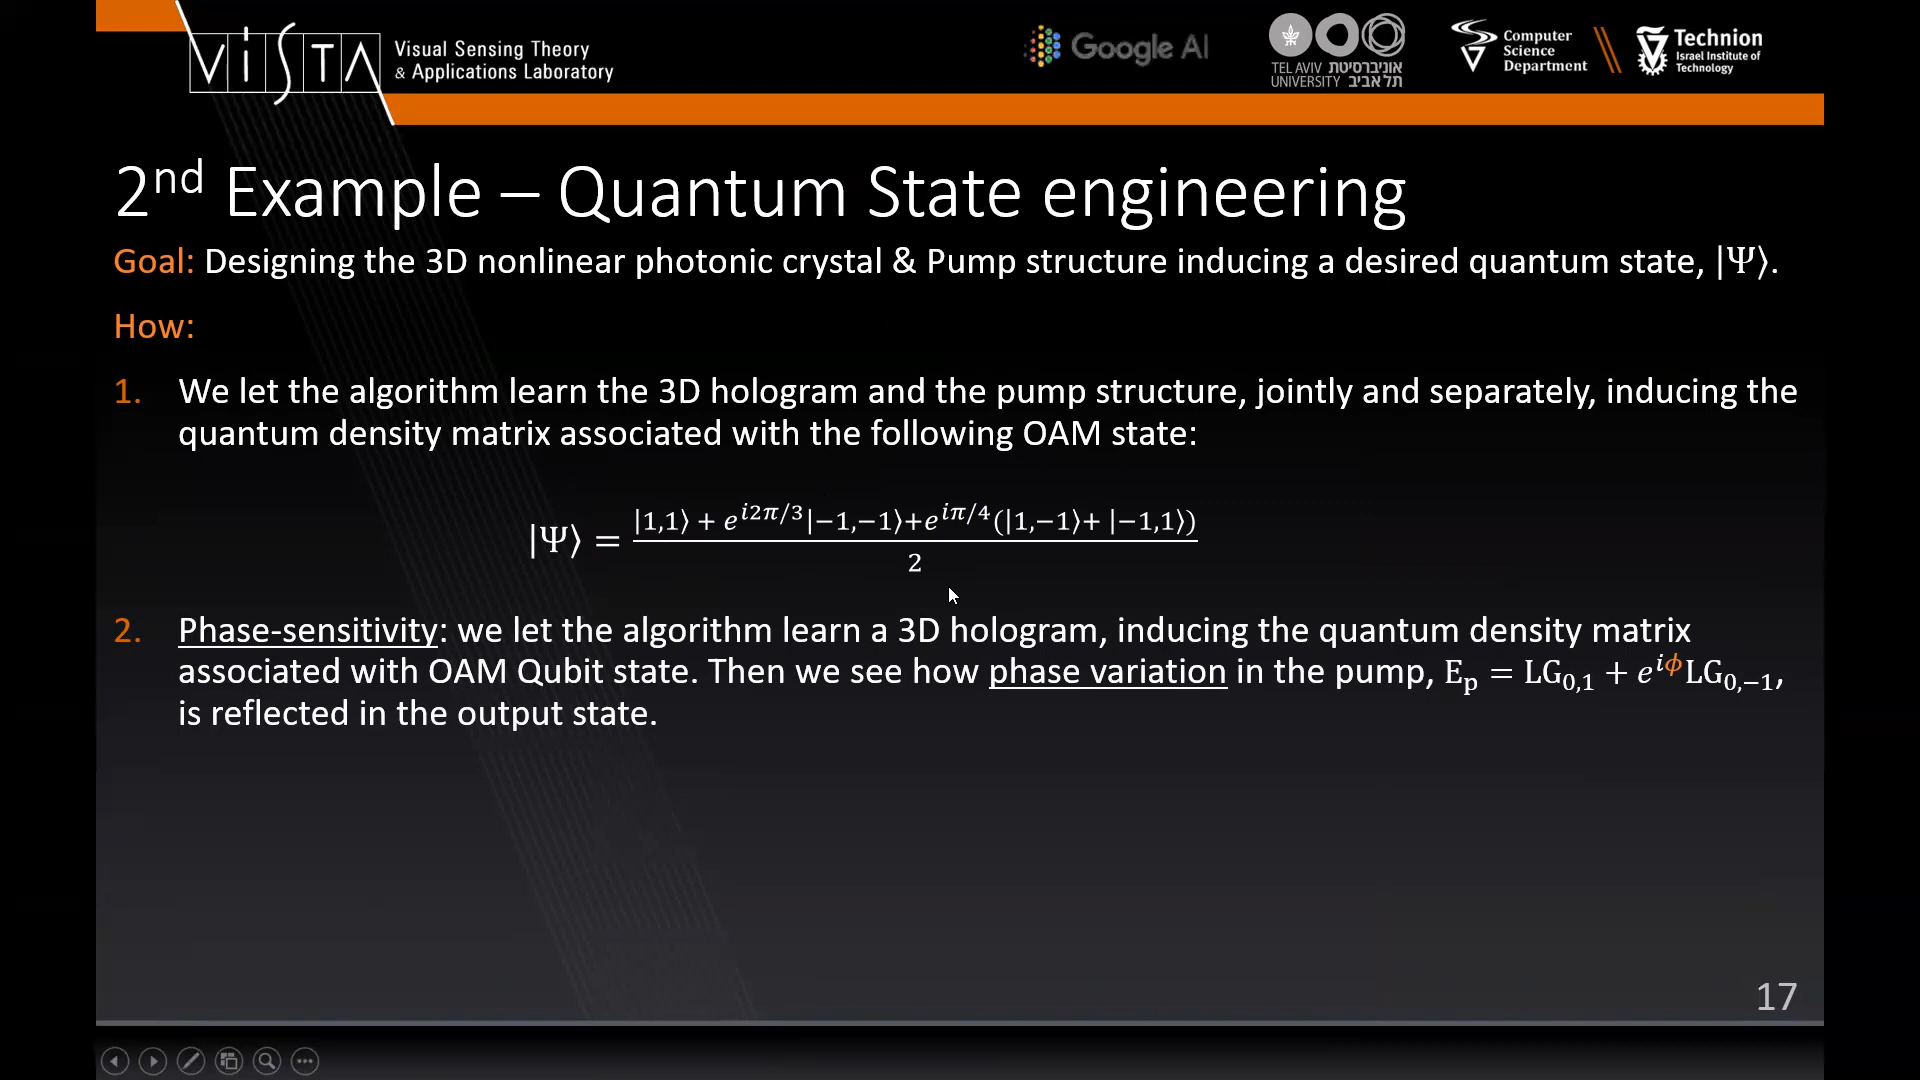 ViSTA Visual Sensing Theory
& Applications Laboratory
Google AI
TEL AVIV אוניברסיטת
UNIVERSITY תל אביב
Computer
Science
Department
Technion
Israel Institute of
Technology
2nd Example – Quantum State engineering
Goal: Designing the 3D nonlinear photonic crystal & Pump structure inducing a desired quantum state, |Ψ⟩.
How:
1. We let the algorithm learn the 3D hologram and the pump structure, jointly and separately, inducing the
quantum density matrix associated with the following OAM state:
|Ψ⟩ = (|1,1⟩ + e^{i2π/3}|−1,−1⟩+e^{iπ/4}(|1,−1⟩+ |−1,1⟩))/2
2. Phase-sensitivity: we let the algorithm learn a 3D hologram, inducing the quantum density matrix
associated with OAM Qubit state. Then we see how phase variation in the pump, E_p = LG_{0,1} + e^{iϕ}LG_{0,−1},
is reflected in the output state.
17